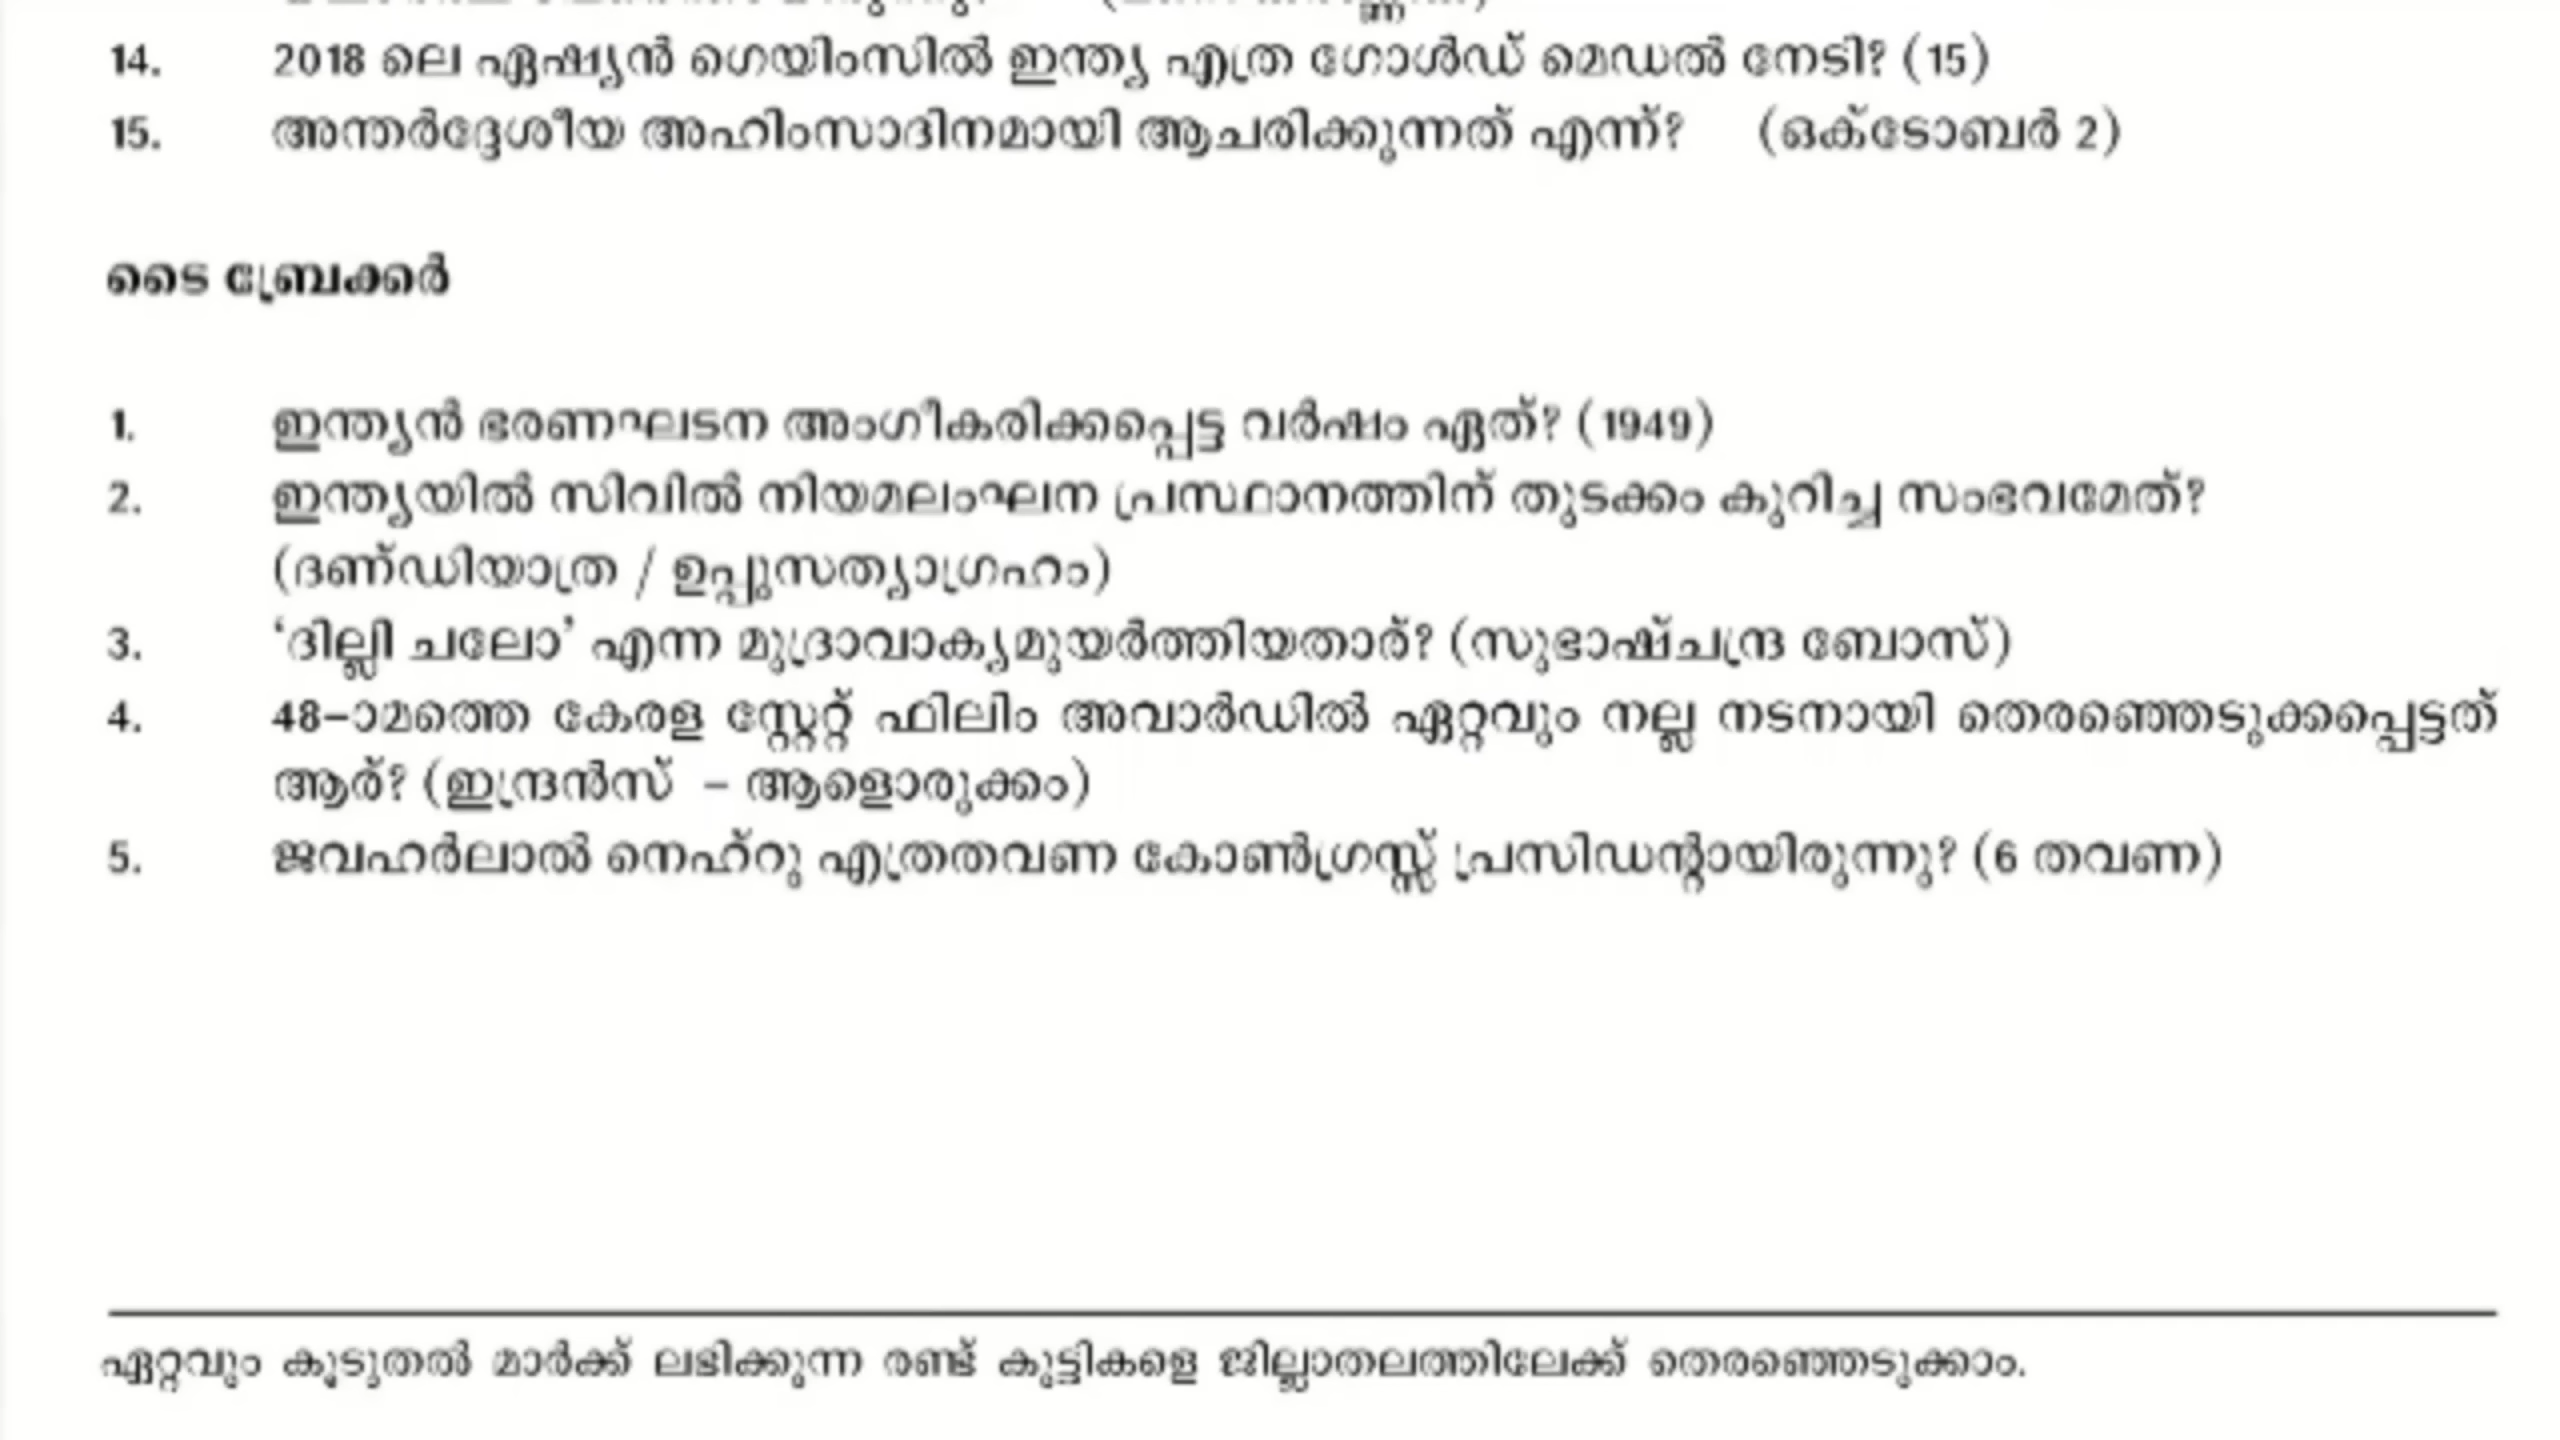 14. 2018 ലെ ഏഷ്യൻ ഗെയിംസിൽ ഇന്ത്യ എത്ര ഗോൾഡ് മെഡൽ നേടി? (15)
15. അന്തർദ്ദേശീയ അഹിംസാദിനമായി ആചരിക്കുന്നത് എന്ന്? (ഒക്ടോബർ 2)
ടൈ ബ്രേക്കർ
1. ഇന്ത്യൻ ഭരണഘടന അംഗീകരിക്കപ്പെട്ട വർഷം ഏത്? (1949)
2. ഇന്ത്യയിൽ സിവിൽ നിയമലംഘന പ്രസ്ഥാനത്തിന് തുടക്കം കുറിച്ച സംഭവമേത്?
(ദണ്ഡിയാത്ര / ഉപ്പുസത്യാഗ്രഹം)
3. ‘ദില്ലി ചലോ’ എന്ന മുദ്രാവാക്യമുയർത്തിയതാര്? (സുഭാഷ്ചന്ദ്ര ബോസ്)
4. 48-ാമത്തെ കേരള സ്റ്റേറ്റ് ഫിലിം അവാർഡിൽ ഏറ്റവും നല്ല നടനായി തെരഞ്ഞെടുക്കപ്പെട്ടത്
ആര്? (ഇന്ദ്രൻസ് - ആളൊരുക്കം)
5. ജവഹർലാൽ നെഹ്റു എത്രതവണ കോൺഗ്രസ്സ് പ്രസിഡന്റായിരുന്നു? (6 തവണ)
ഏറ്റവും കൂടുതൽ മാർക്ക് ലഭിക്കുന്ന രണ്ട് കുട്ടികളെ ജില്ലാതലത്തിലേക്ക് തെരഞ്ഞെടുക്കാം.